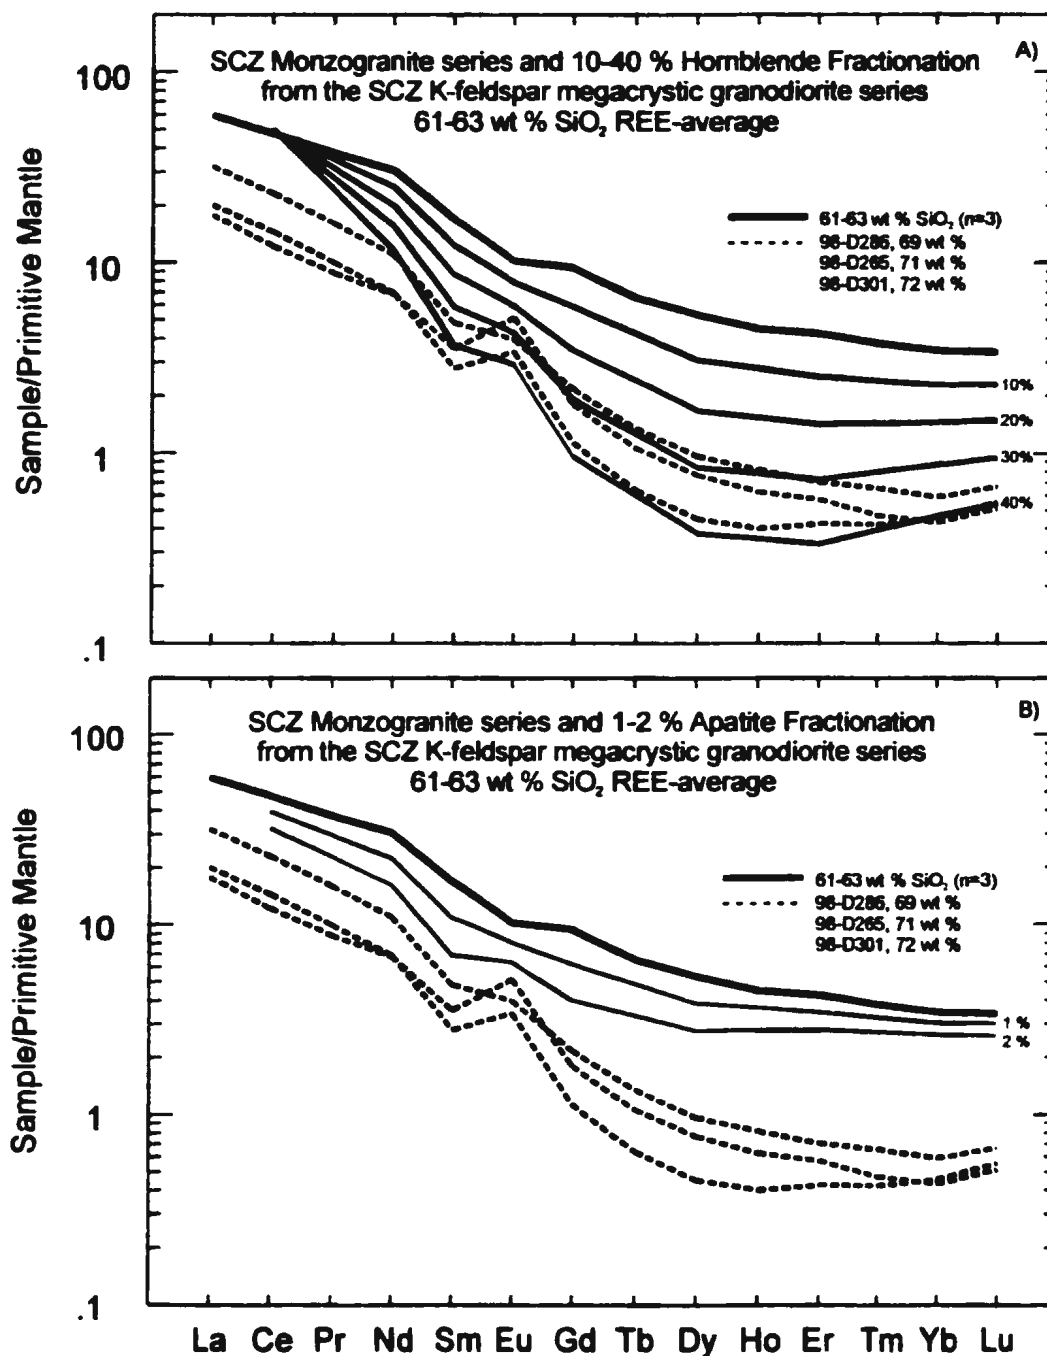 A)
SCZ Monzogranite series and 10-40 % Hornblende Fractionation
from the SCZ K-feldspar megacrystic granodiorite series
61-63 wt % SiO₂ REE-average
100
10
1
.1
Sample/Primitive Mantle
61-63 wt % SiO₂ (n=3)
98-D286, 69 wt %
98-D265, 71 wt %
98-D301, 72 wt %
10%
20%
30%
40%
B)
SCZ Monzogranite series and 1-2 % Apatite Fractionation
from the SCZ K-feldspar megacrystic granodiorite series
61-63 wt % SiO₂ REE-average
100
10
1
.1
Sample/Primitive Mantle
61-63 wt % SiO₂ (n=3)
98-D286, 69 wt %
98-D265, 71 wt %
98-D301, 72 wt %
1 %
2 %
La Ce Pr Nd Sm Eu Gd Tb Dy Ho Er Tm Yb Lu